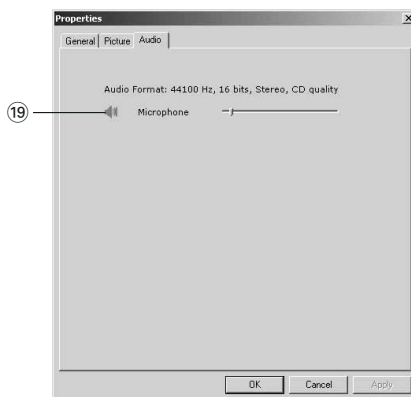 Properties
General Picture Audio
Audio Format: 44100 Hz, 16 bits, Stereo, CD quality
19 Microphone
OK Cancel Apply